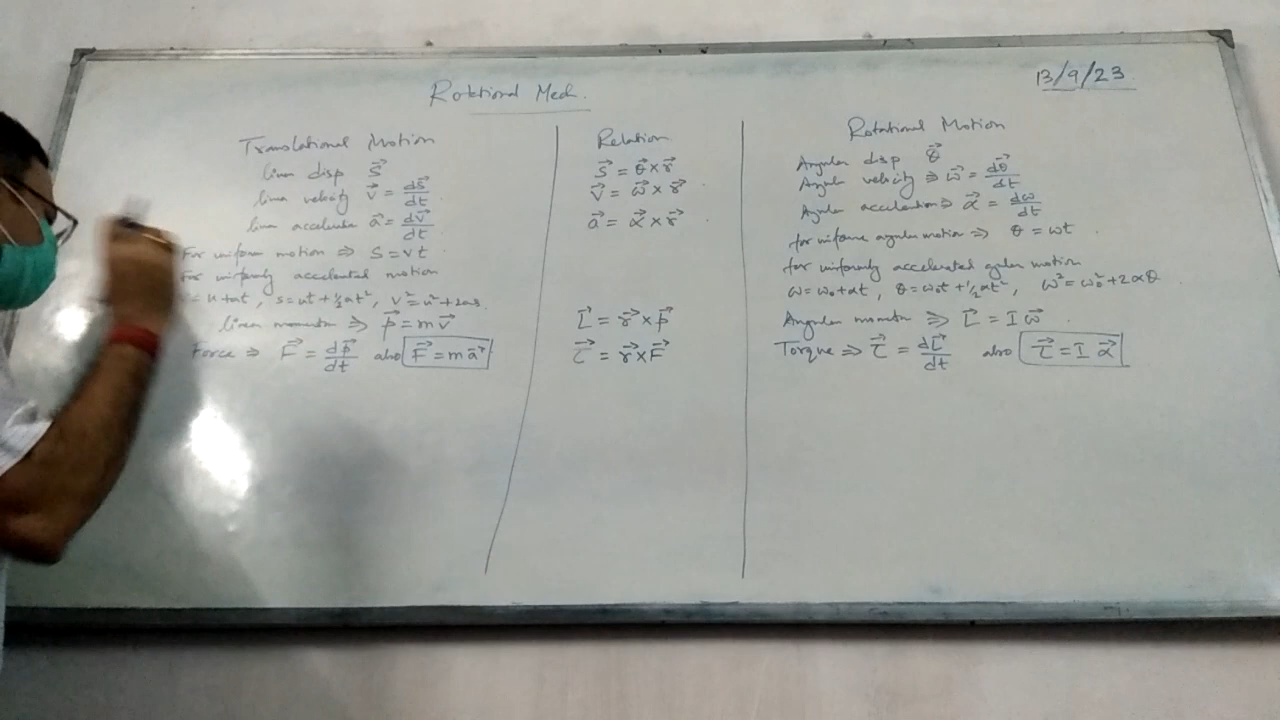 Rotational Mech.
13/9/23
Translational Motion
linear disp s⃗
linear velocity v⃗ = ds⃗/dt
linear acceleration a⃗ = dv⃗/dt
For uniform motion ⇒ S = vt
For uniformly accelerated motion
= u + at, s = ut + ½at², v² = u² + 2as
linear momentum ⇒ p⃗ = mv⃗
Force ⇒ F⃗ = dp⃗/dt also F⃗ = ma⃗
Relation
s⃗ = θ⃗ × r⃗
v⃗ = ω⃗ × r⃗
a⃗ = α⃗ × r⃗
L⃗ = r⃗ × p⃗
τ⃗ = r⃗ × F⃗
Rotational Motion
Angular disp θ⃗
Angular velocity ⇒ ω⃗ = dθ⃗/dt
Angular acceleration ⇒ α⃗ = dω/dt
for uniform angular motion ⇒ θ = ωt
for uniformly accelerated motion
ω = ω₀ + αt, θ = ω₀t + ½αt², ω² = ω₀² + 2αθ
Angular momentum ⇒ L⃗ = I ω⃗
Torque ⇒ τ⃗ = dL⃗/dt also τ⃗ = I α⃗